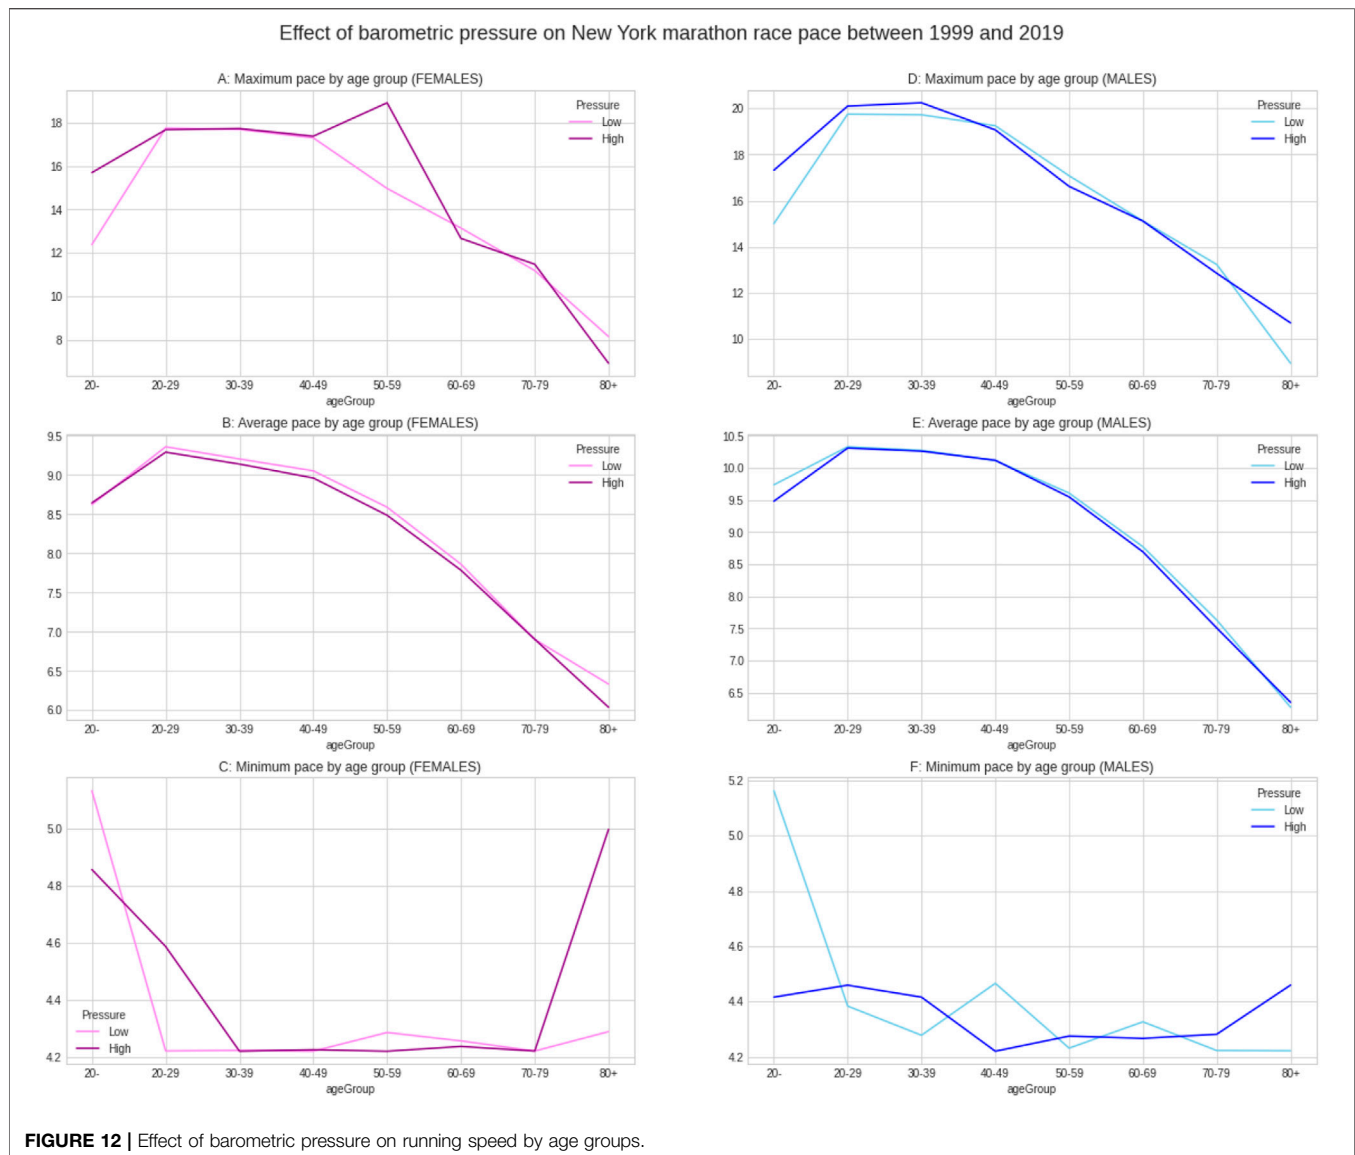 Effect of barometric pressure on New York marathon race pace between 1999 and 2019
A: Maximum pace by age group (FEMALES)
Pressure
Low
High
18
16
14
12
10
8
20- 20-29 30-39 40-49 50-59 60-69 70-79 80+
ageGroup
B: Average pace by age group (FEMALES)
Pressure
Low
High
9.5
9.0
8.5
8.0
7.5
7.0
6.5
6.0
20- 20-29 30-39 40-49 50-59 60-69 70-79 80+
ageGroup
C: Minimum pace by age group (FEMALES)
5.0
4.8
4.6
4.4
4.2
Pressure
Low
High
20- 20-29 30-39 40-49 50-59 60-69 70-79 80+
ageGroup
D: Maximum pace by age group (MALES)
Pressure
Low
High
20
18
16
14
12
10
20- 20-29 30-39 40-49 50-59 60-69 70-79 80+
ageGroup
E: Average pace by age group (MALES)
Pressure
Low
High
10.5
10.0
9.5
9.0
8.5
8.0
7.5
7.0
6.5
20- 20-29 30-39 40-49 50-59 60-69 70-79 80+
ageGroup
F: Minimum pace by age group (MALES)
Pressure
Low
High
5.2
5.0
4.8
4.6
4.4
4.2
20- 20-29 30-39 40-49 50-59 60-69 70-79 80+
ageGroup
FIGURE 12 | Effect of barometric pressure on running speed by age groups.